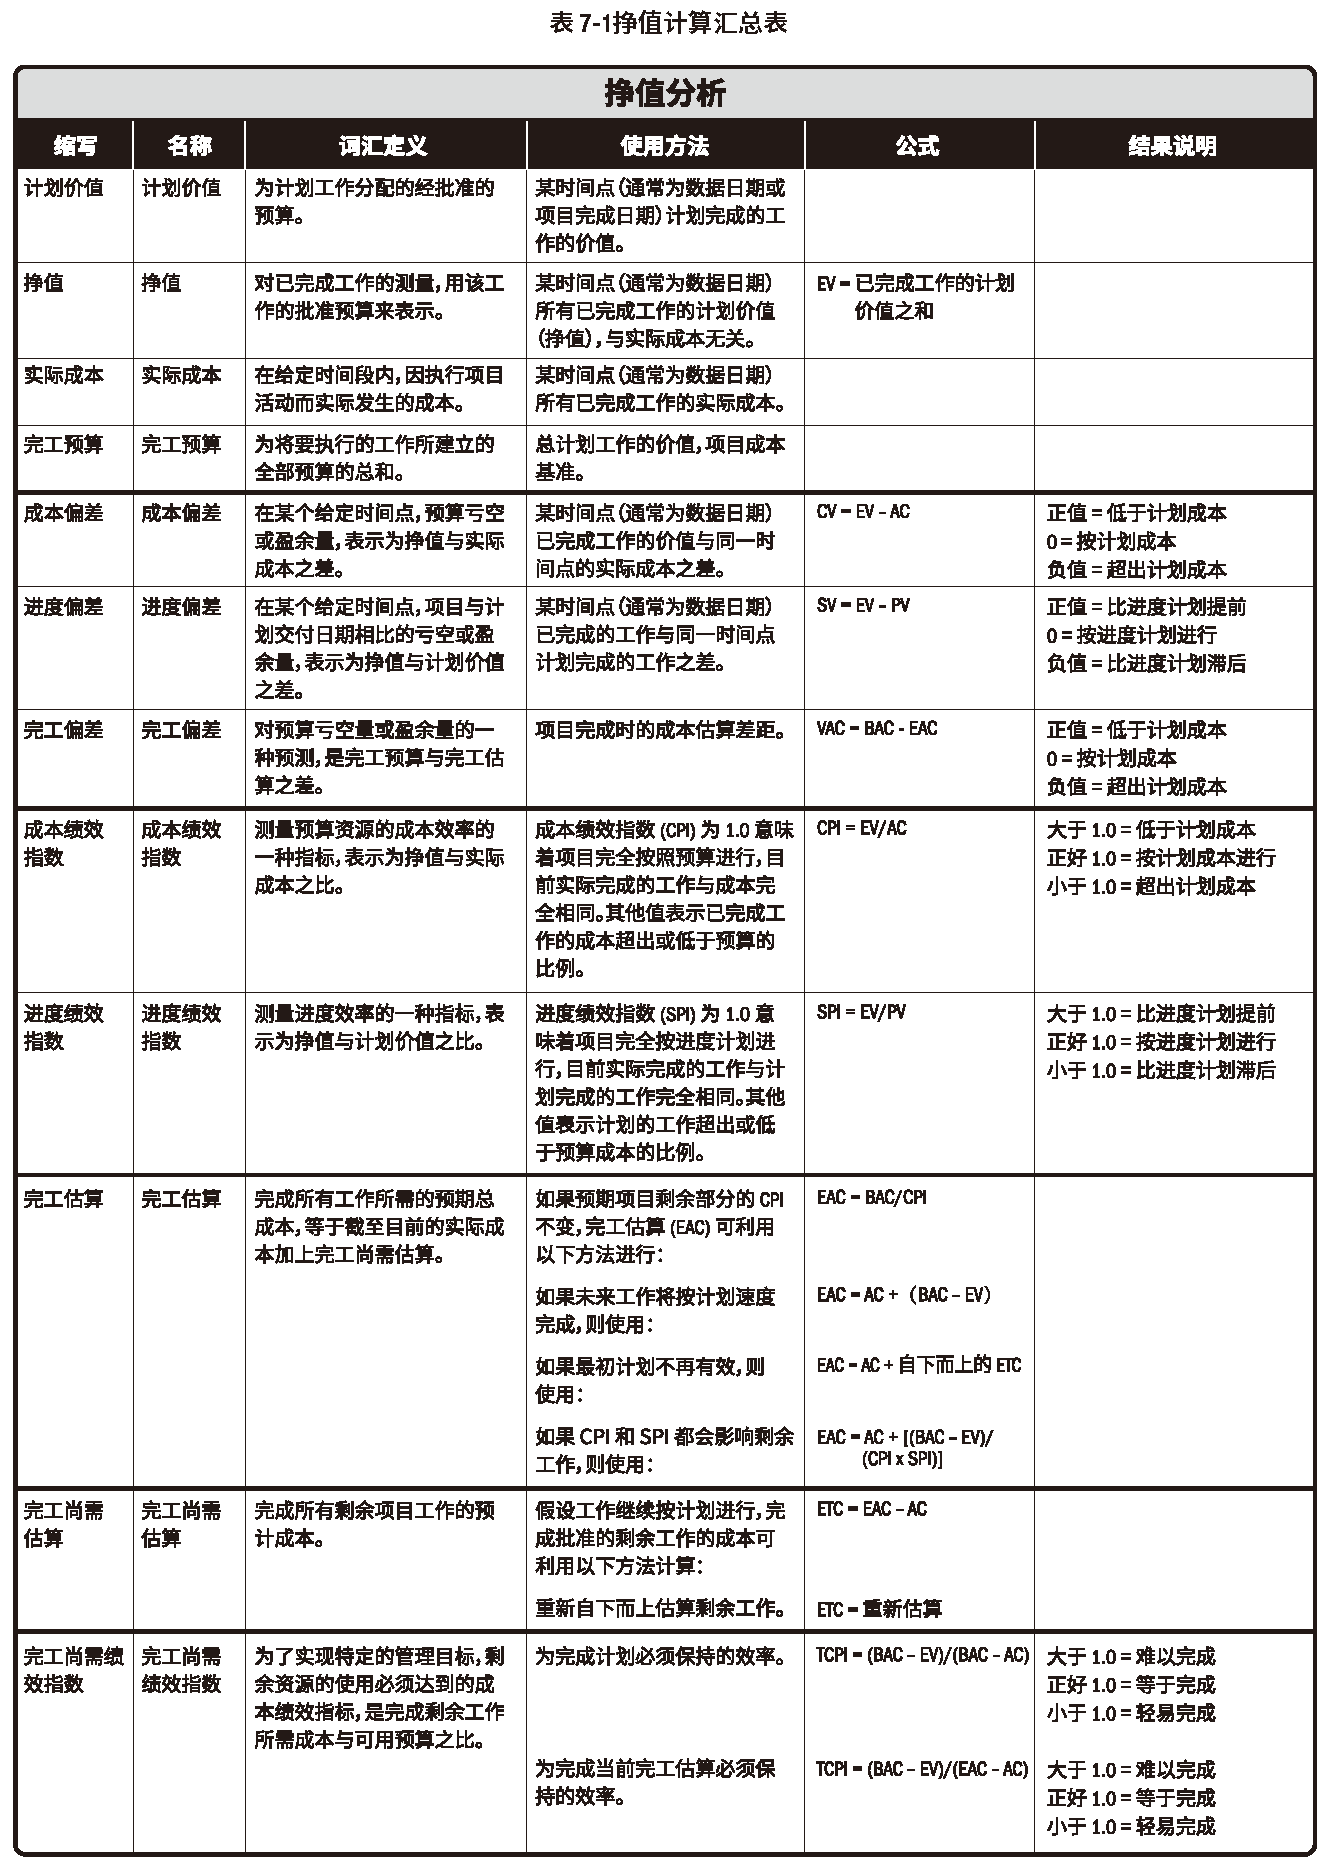 表 7-1挣值计算汇总表
挣值分析
缩写 名称 词汇定义 使用方法 公式 结果说明
计划价值 计划价值 为计划工作分配的经批准的 某时间点（通常为数据日期或
预算。 项目完成日期）计划完成的工
作的价值。
挣值 挣值 对已完成工作的测量，用该工 某时间点（通常为数据日期） EV = 已完成工作的计划
作的批准预算来表示。 所有已完成工作的计划价值 价值之和
（挣值），与实际成本无关。
实际成本 实际成本 在给定时间段内，因执行项目 某时间点（通常为数据日期）
活动而实际发生的成本。 所有已完成工作的实际成本。
完工预算 完工预算 为将要执行的工作所建立的 总计划工作的价值，项目成本
全部预算的总和。 基准。
成本偏差 成本偏差 在某个给定时间点，预算亏空 某时间点（通常为数据日期） CV = EV – AC 正值 = 低于计划成本
或盈余量，表示为挣值与实际 已完成工作的价值与同一时 0 = 按计划成本
成本之差。 间点的实际成本之差。 负值 = 超出计划成本
进度偏差 进度偏差 在某个给定时间点，项目与计 某时间点（通常为数据日期） SV = EV – PV 正值 = 比进度计划提前
划交付日期相比的亏空或盈 已完成的工作与同一时间点 0 = 按进度计划进行
余量，表示为挣值与计划价值 计划完成的工作之差。 负值 = 比进度计划滞后
之差。
完工偏差 完工偏差 对预算亏空量或盈余量的一 项目完成时的成本估算差距。 VAC = BAC - EAC 正值 = 低于计划成本
种预测，是完工预算与完工估 0 = 按计划成本
算之差。 负值 = 超出计划成本
成本绩效 成本绩效 测量预算资源的成本效率的 成本绩效指数 (CPI) 为 1.0 意味 CPI = EV/AC 大于 1.0 = 低于计划成本
指数 指数 一种指标，表示为挣值与实际 着项目完全按照预算进行，目 正好 1.0 = 按计划成本进行
成本之比。 前实际完成的工作与成本完 小于 1.0 = 超出计划成本
全相同。其他值表示已完成工
作的成本超出或低于预算的
比例。
进度绩效 进度绩效 测量进度效率的一种指标，表 进度绩效指数 (SPI) 为 1.0 意 SPI = EV/PV 大于 1.0 = 比进度计划提前
指数 指数 示为挣值与计划价值之比。 味着项目完全按进度计划进 正好 1.0 = 按进度计划进行
行，目前实际完成的工作与计 小于 1.0 = 比进度计划滞后
划完成的工作完全相同。其他
值表示计划的工作超出或低
于预算成本的比例。
完工估算 完工估算 完成所有工作所需的预期总 如果预期项目剩余部分的 CPI EAC = BAC/CPI
成本，等于截至目前的实际成 不变，完工估算 (EAC) 可利用
本加上完工尚需估算。 以下方法进行：
如果未来工作将按计划速度 EAC = AC +（BAC – EV）
完成，则使用：
如果最初计划不再有效，则 EAC = AC + 自下而上的 ETC
使用：
如果 CPI 和 SPI 都会影响剩余 EAC = AC + [(BAC – EV)/
工作，则使用： (CPI x SPI)]
完工尚需 完工尚需 完成所有剩余项目工作的预 假设工作继续按计划进行，完 ETC = EAC – AC
估算 估算 计成本。 成批准的剩余工作的成本可
利用以下方法计算：
重新自下而上估算剩余工作。 ETC = 重新估算
完工尚需绩 完工尚需 为了实现特定的管理目标，剩 为完成计划必须保持的效率。 TCPI = (BAC – EV)/(BAC – AC) 大于 1.0 = 难以完成
效指数 绩效指数 余资源的使用必须达到的成 正好 1.0 = 等于完成
本绩效指标，是完成剩余工作 小于 1.0 = 轻易完成
所需成本与可用预算之比。
为完成当前完工估算必须保 TCPI = (BAC – EV)/(EAC – AC) 大于 1.0 = 难以完成
持的效率。 正好 1.0 = 等于完成
小于 1.0 = 轻易完成